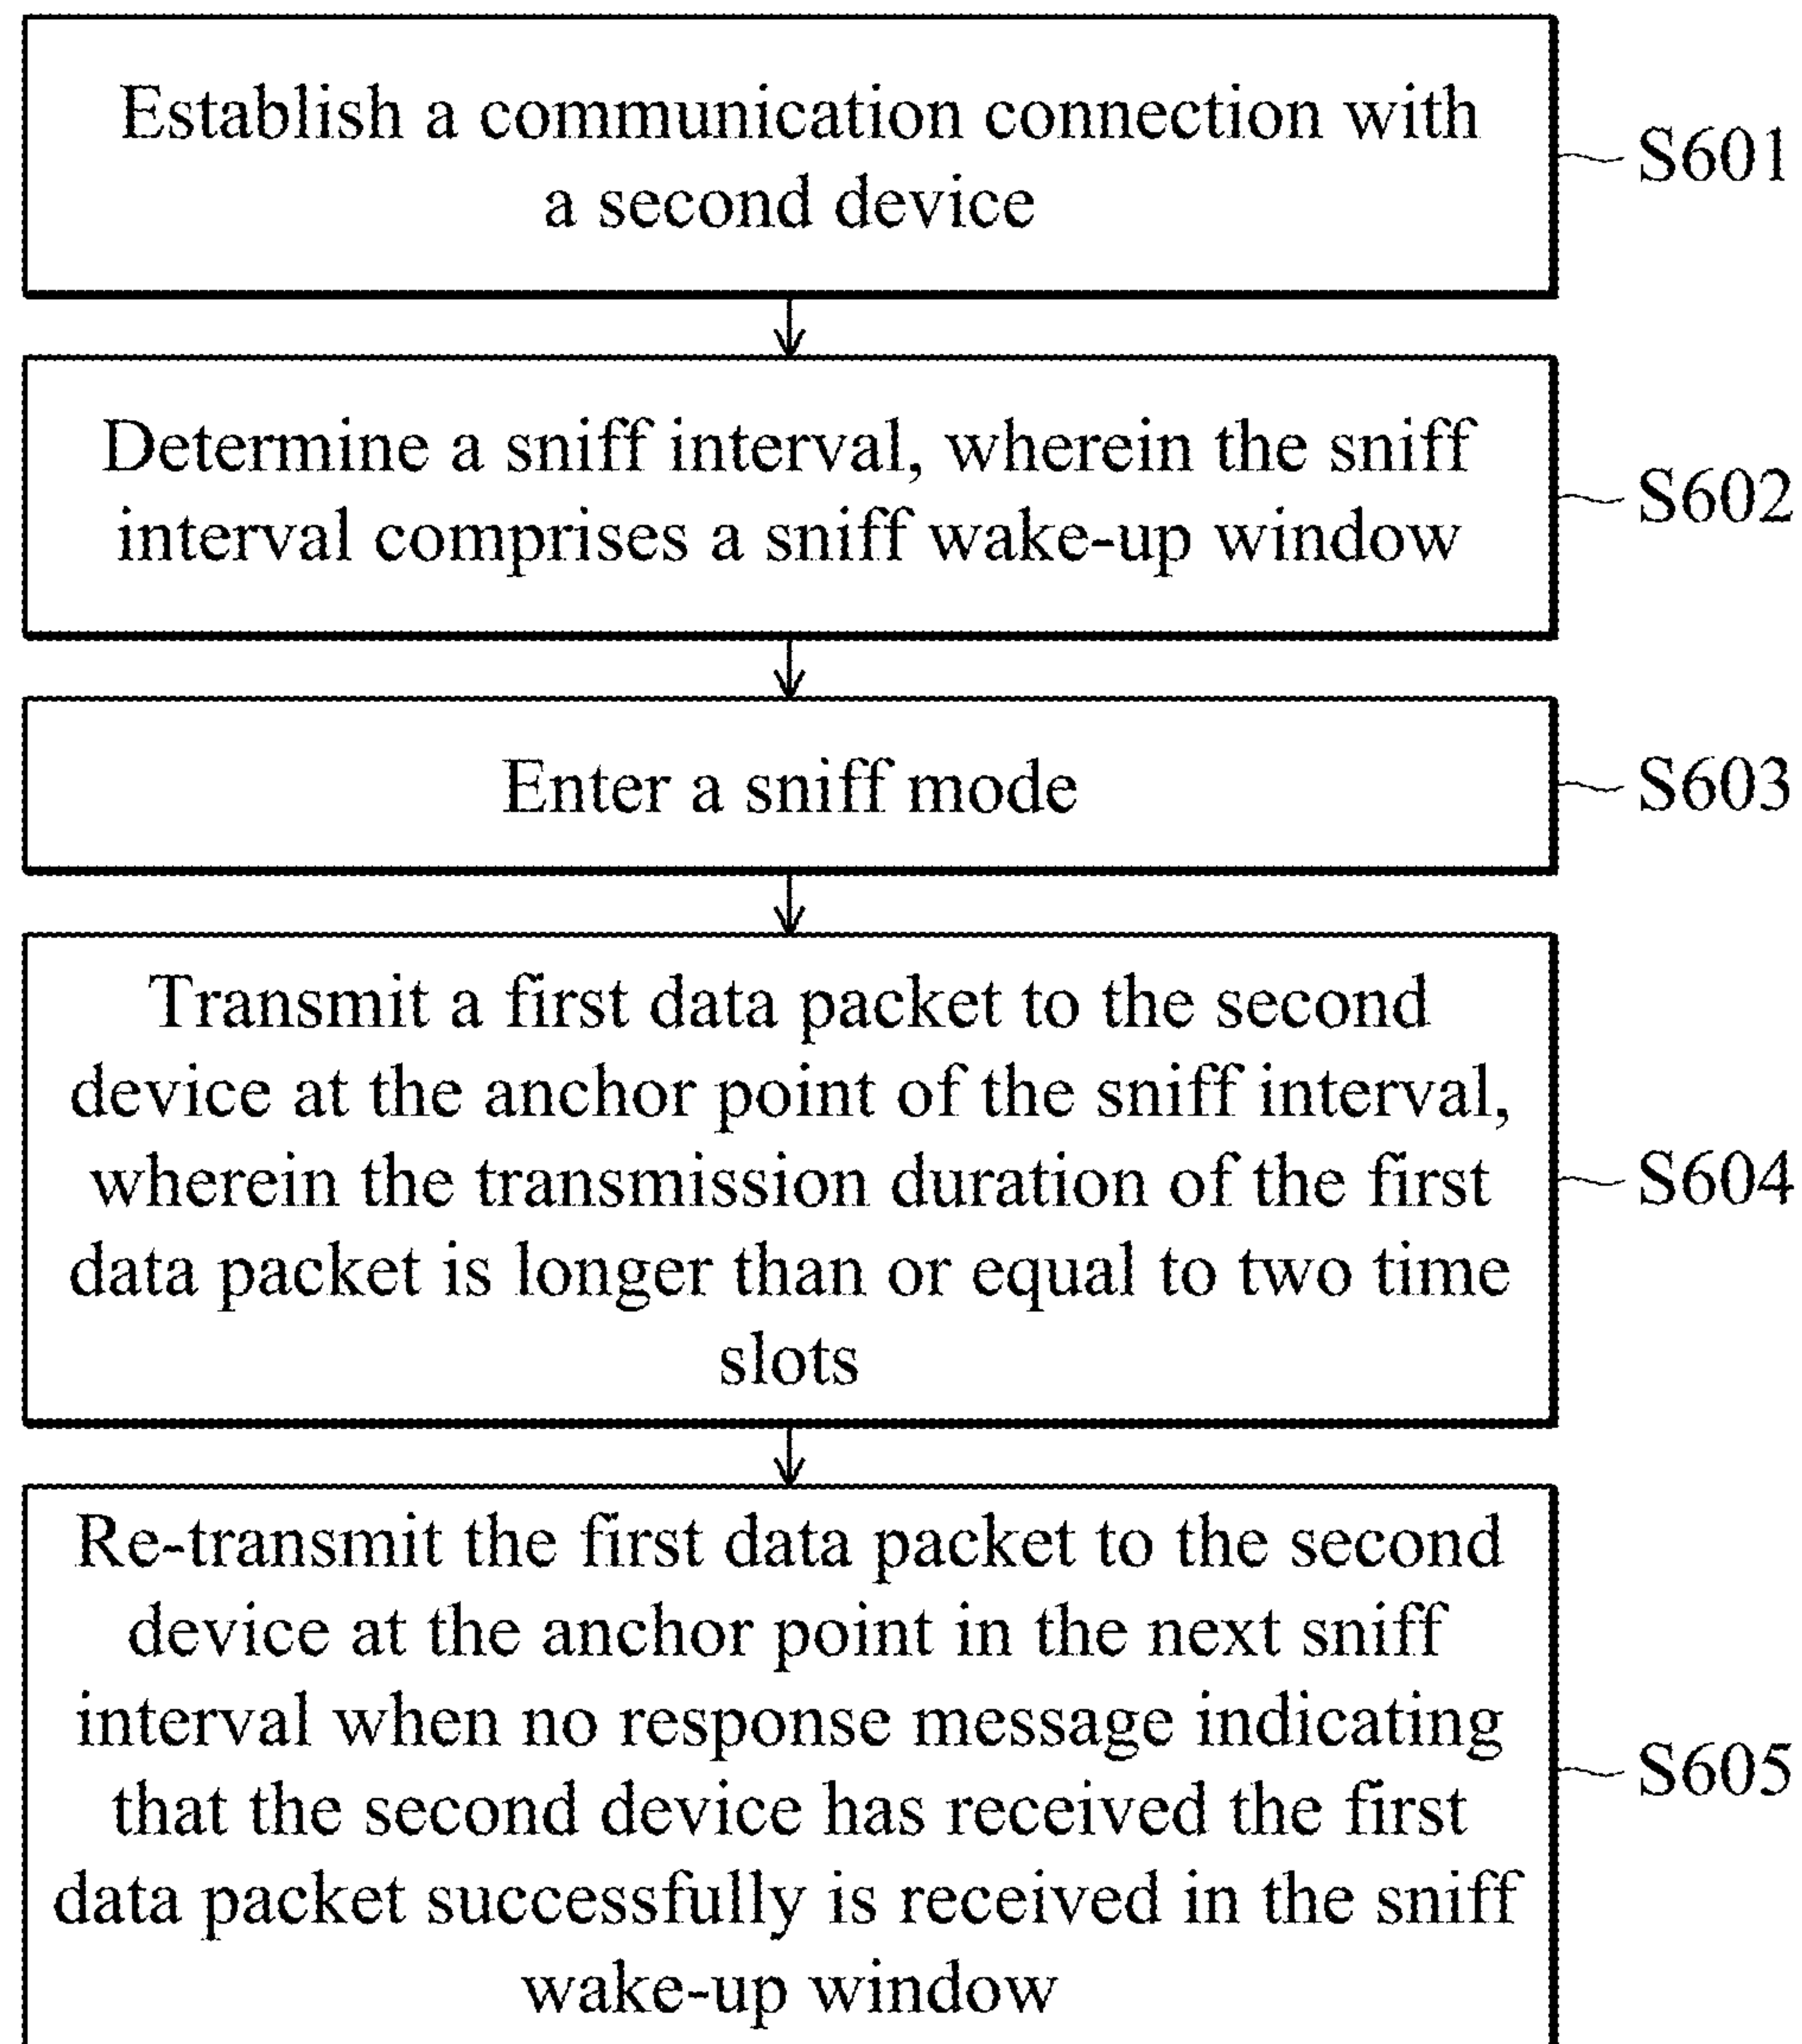 Establish a communication connection with
a second device
S601
Determine a sniff interval, wherein the sniff
interval comprises a sniff wake-up window
S602
Enter a sniff mode
S603
Transmit a first data packet to the second
device at the anchor point of the sniff interval,
wherein the transmission duration of the first
data packet is longer than or equal to two time
slots
S604
Re-transmit the first data packet to the second
device at the anchor point in the next sniff
interval when no response message indicating
that the second device has received the first
data packet successfully is received in the sniff
wake-up window
S605